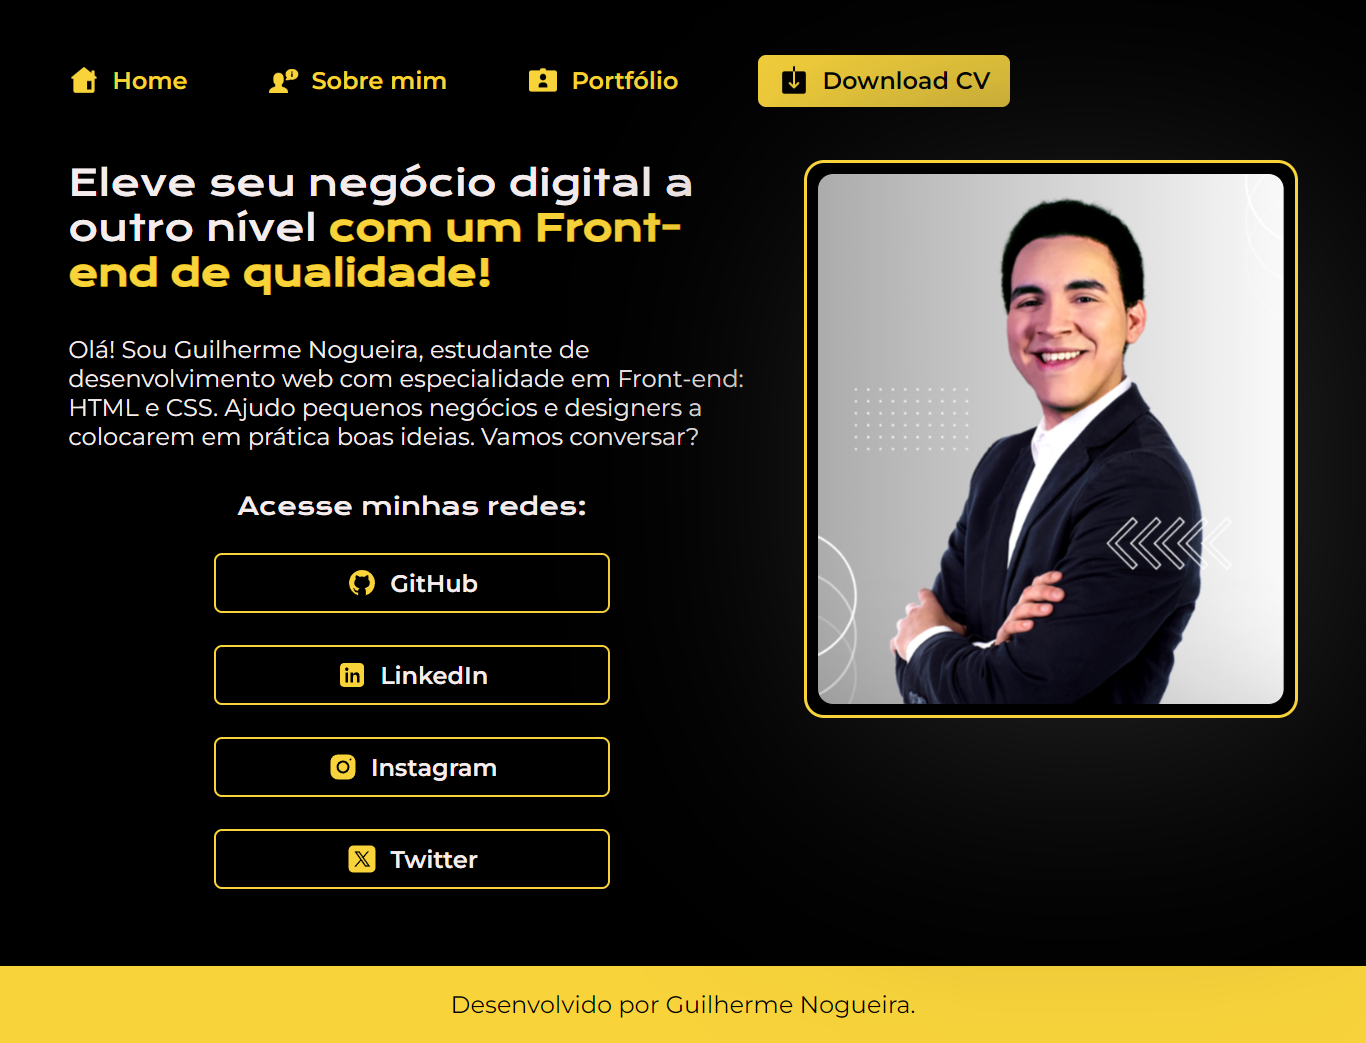 Home
Sobre mim
Portfólio
Download CV
Eleve seu negócio digital a
outro nível com um Front-
end de qualidade!
Olá! Sou Guilherme Nogueira, estudante de
desenvolvimento web com especialidade em Front-end:
HTML e CSS. Ajudo pequenos negócios e designers a
colocarem em prática boas ideias. Vamos conversar?
Acesse minhas redes:
GitHub
LinkedIn
Instagram
Twitter
Desenvolvido por Guilherme Nogueira.